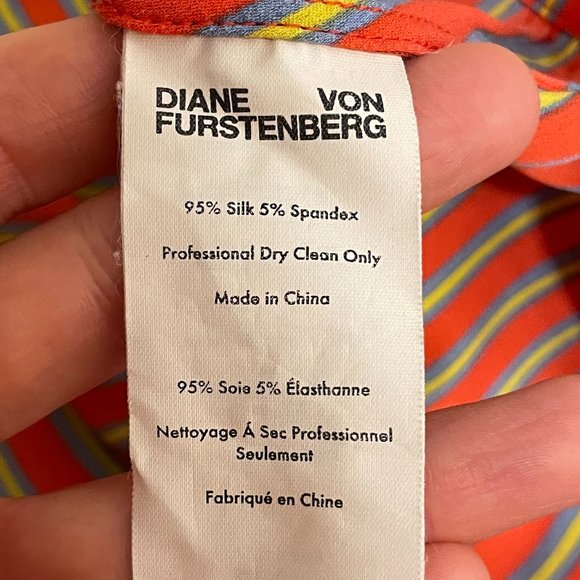 DIANE VON
FURSTENBERG
95% Silk 5% Spandex
Professional Dry Clean Only
Made in China
95% Soie 5% Élasthanne
Nettoyage Á Sec Professionnel
Seulement
Fabriqué en Chine